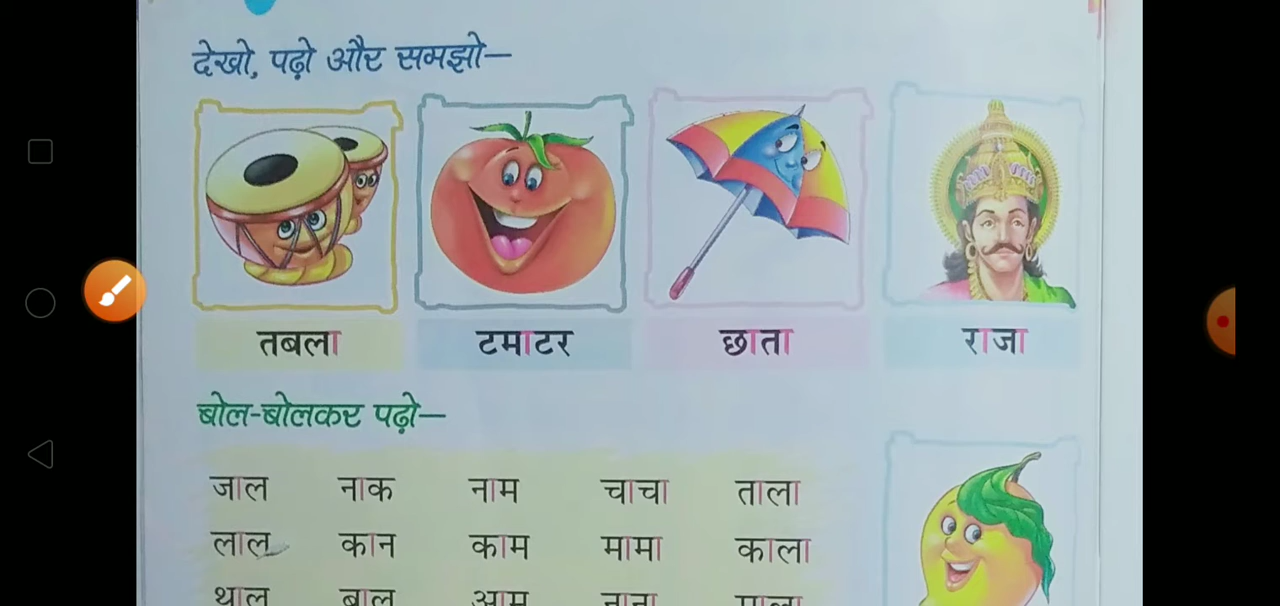 देखो, पढ़ो और समझो—
तबला टमाटर छाता राजा
बोल-बोलकर पढ़ो—
जाल नाक नाम चाचा ताला
लाल कान काम मामा काला
थाल बाल आम नाना